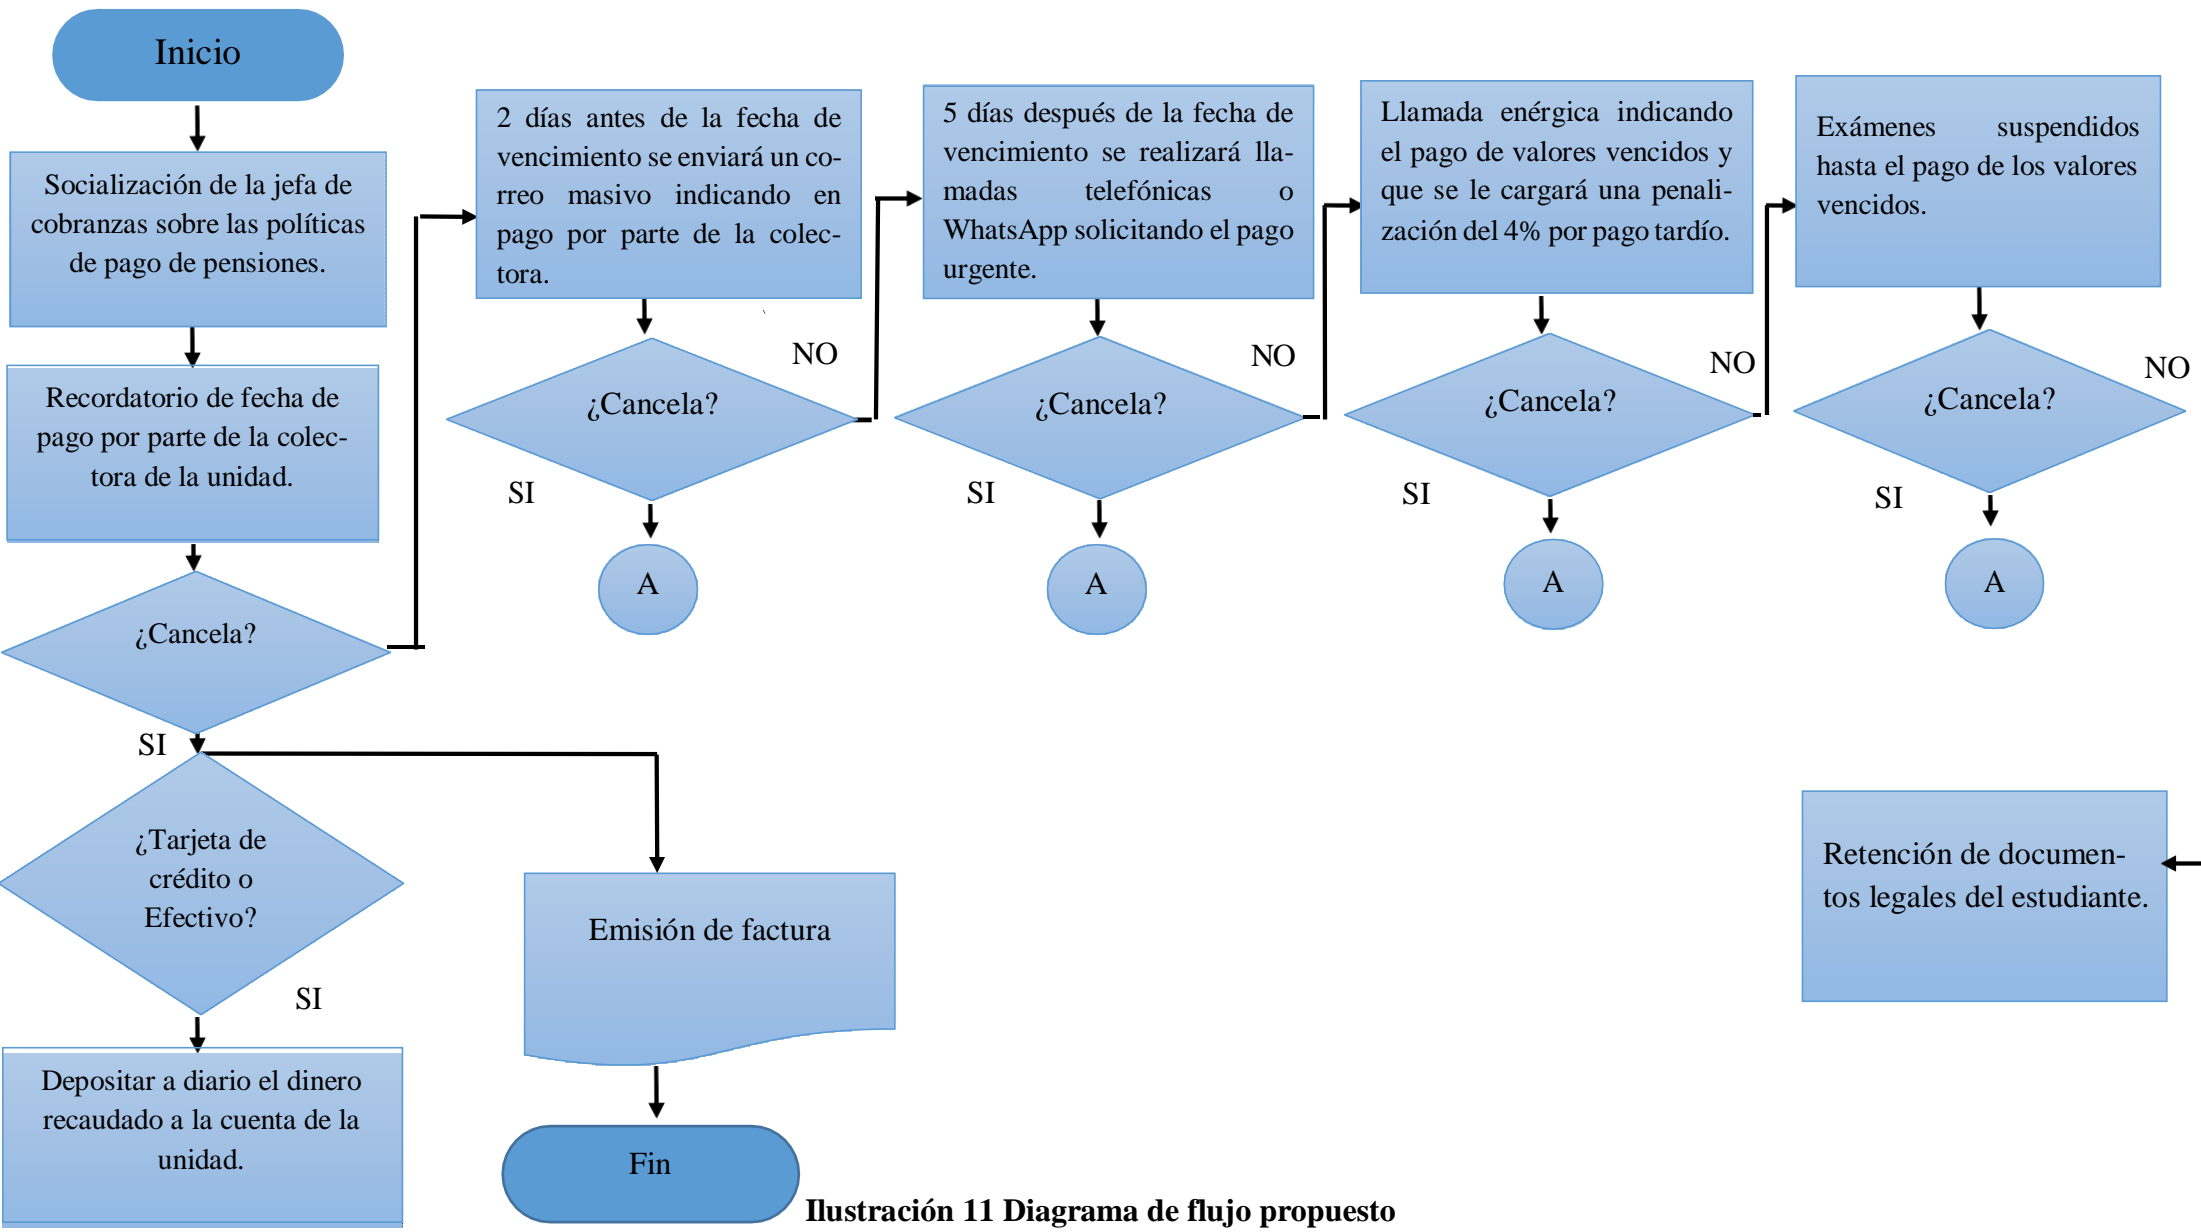 Inicio
Socialización de la jefa de
cobranzas sobre las políticas
de pago de pensiones.
Recordatorio de fecha de
pago por parte de la colec-
tora de la unidad.
¿Cancela?
SI
¿Tarjeta de
crédito o
Efectivo?
SI
Depositar a diario el dinero
recaudado a la cuenta de la
unidad.
2 días antes de la fecha de
vencimiento se enviará un co-
rreo masivo indicando en
pago por parte de la colec-
tora.
NO
¿Cancela?
SI
A
5 días después de la fecha de
vencimiento se realizará lla-
madas telefónicas o
WhatsApp solicitando el pago
urgente.
NO
¿Cancela?
SI
A
Llamada enérgica indicando
el pago de valores vencidos y
que se le cargará una penali-
zación del 4% por pago tardío.
NO
¿Cancela?
SI
A
Exámenes suspendidos
hasta el pago de los valores
vencidos.
NO
¿Cancela?
SI
A
Retención de documen-
tos legales del estudiante.
Emisión de factura
Fin
Ilustración 11 Diagrama de flujo propuesto